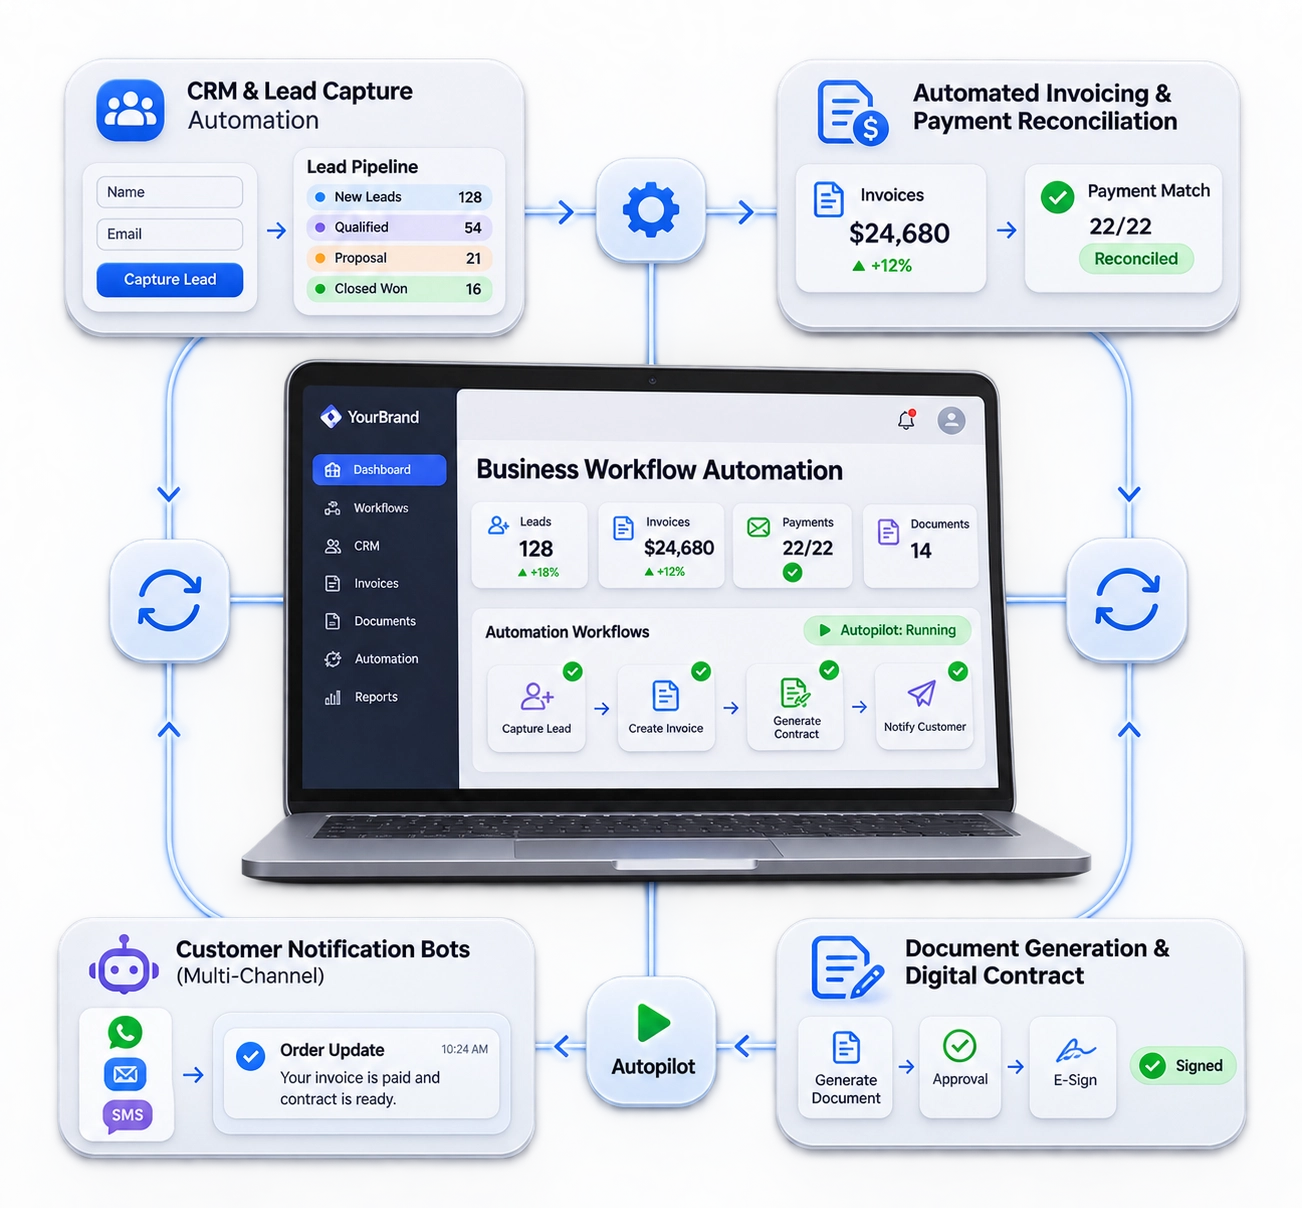 CRM & Lead Capture
Automation
Name
Email
Capture Lead
Lead Pipeline
New Leads 128
Qualified 54
Proposal 21
Closed Won 16
Automated Invoicing &
Payment Reconciliation
Invoices
$24,680
▲ +12%
Payment Match
22/22
Reconciled
YourBrand
Dashboard
Workflows
CRM
Invoices
Documents
Automation
Reports
Business Workflow Automation
Leads
128
▲ +18%
Invoices
$24,680
▲ +12%
Payments
22/22
Documents
14
Automation Workflows
Autopilot: Running
Capture Lead
Create Invoice
Generate
Contract
Notify Customer
Customer Notification Bots
(Multi-Channel)
SMS
Order Update 10:24 AM
Your invoice is paid and
contract is ready.
Autopilot
Document Generation &
Digital Contract
Generate
Document
Approval
E-Sign
Signed